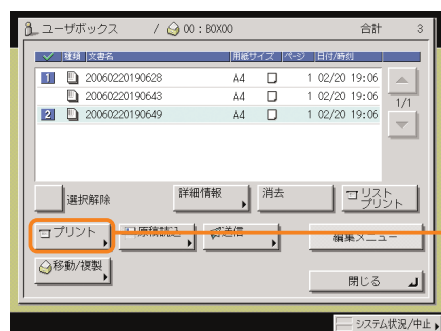 ユーザボックス / 00 : BOX00 合計 3
種類 文書名 用紙サイズ ページ 日付/時刻
1 20060220190628 A4 1 02/20 19:06
20060220190643 A4 1 02/20 19:06
2 20060220190649 A4 1 02/20 19:06
1/1
選択解除 詳細情報 消去 リスト
プリント
プリント 原稿読込 送信 編集メニュー
移動/複製
閉じる
システム状況/中止